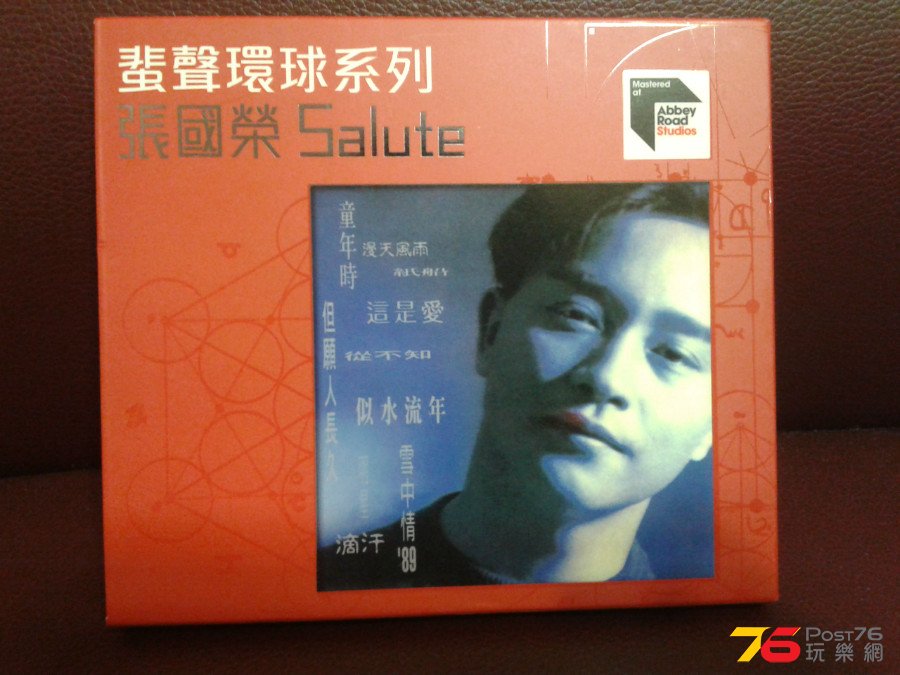 蜚聲環球系列
張國榮 Salute
Mastered
at
Abbey
Road
Studios
童年時
漫天風雨
紙船
這是愛
從不知
但願人長久
似水流年
雪中情
'89
滴汗
76 POST76
玩樂網